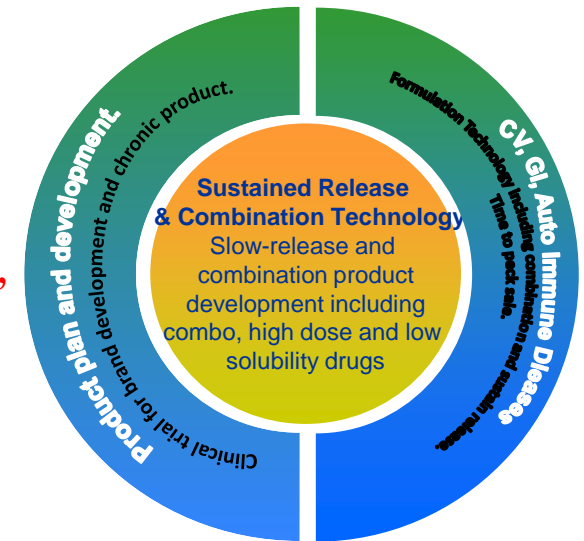 Product plan and development.
Clinical trial for brand development and chronic product.
Sustained Release
& Combination Technology
Slow-release and
combination product
development including
combo, high dose and low
solubility drugs
CV, GI, Auto Immune Dieases
Formulation Technology including combination and sustain release.
Time to peck sale.
,